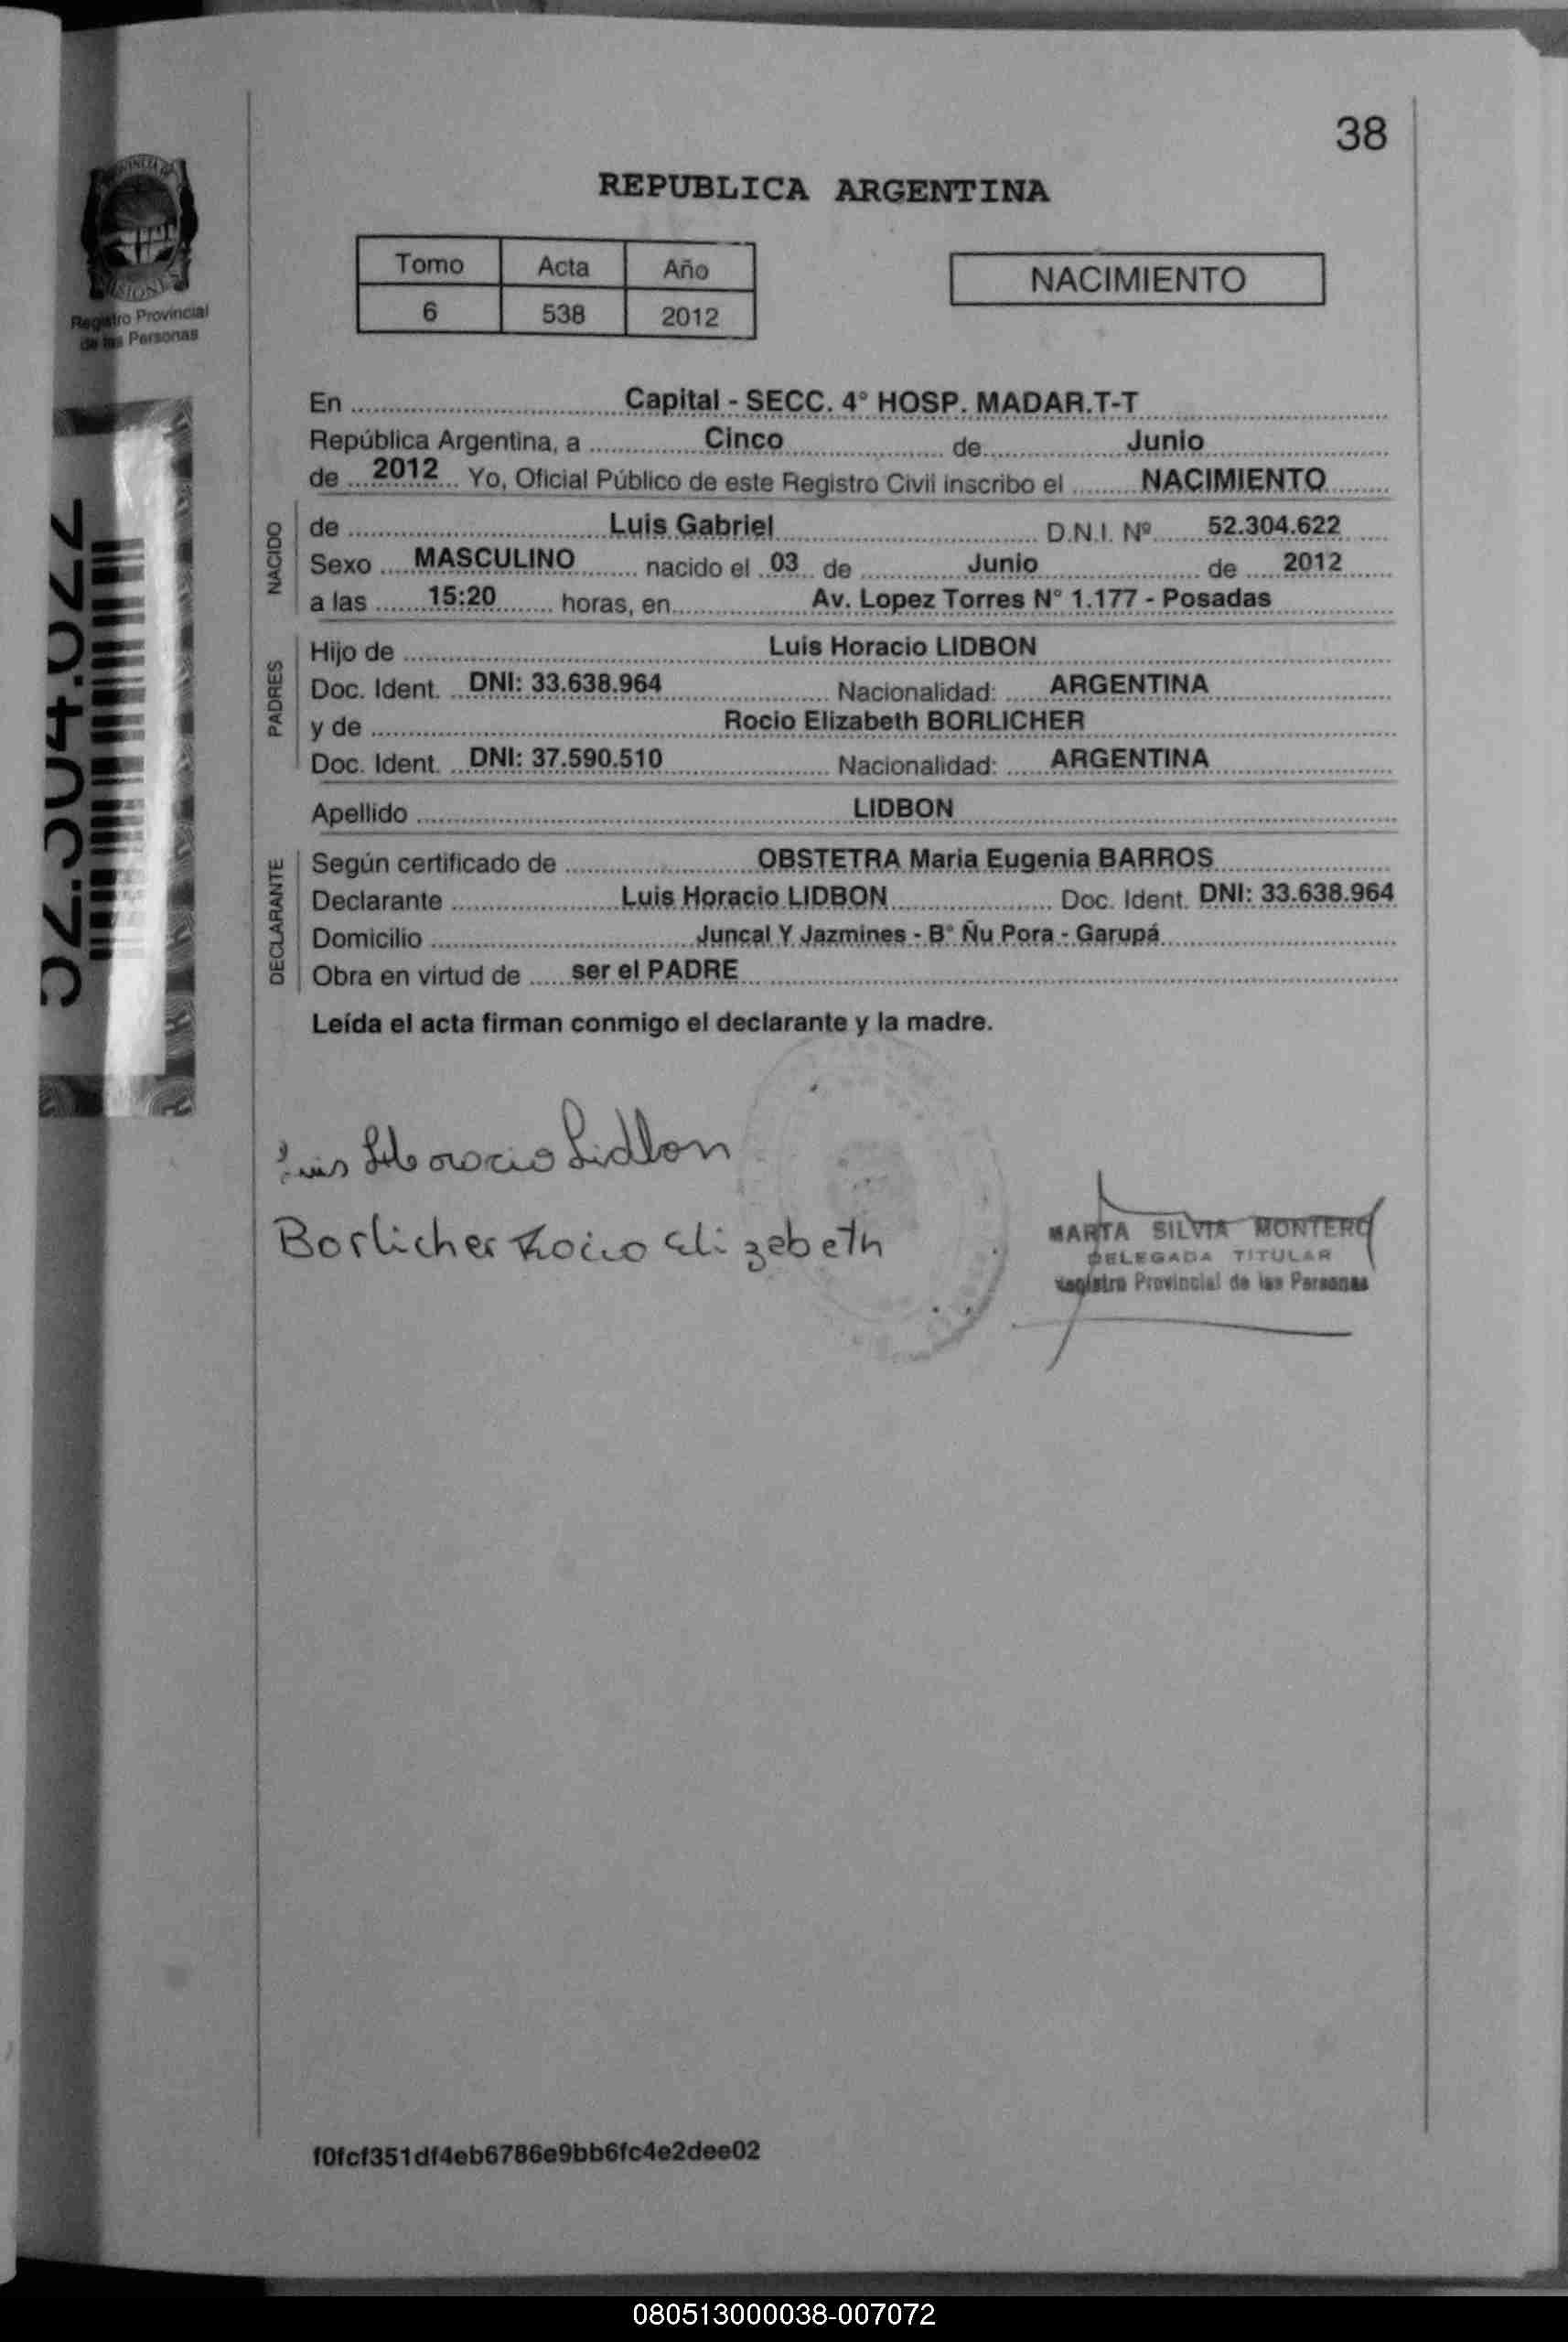 38
PROVINCIA DE
MISIONES
Registro Provincial
de las Personas
52.304.622
REPUBLICA ARGENTINA
Tomo Acta Año
6 538 2012
NACIMIENTO
En Capital - SECC. 4° HOSP. MADAR.T-T
República Argentina, a Cinco de Junio
de 2012 Yo, Oficial Público de este Registro Civil inscribo el NACIMIENTO
NACIDO
de Luis Gabriel D.N.I. Nº 52.304.622
Sexo MASCULINO nacido el 03 de Junio de 2012
a las 15:20 horas, en Av. Lopez Torres N° 1.177 - Posadas
PADRES
Hijo de Luis Horacio LIDBON
Doc. Ident. DNI: 33.638.964 Nacionalidad: ARGENTINA
y de Rocio Elizabeth BORLICHER
Doc. Ident. DNI: 37.590.510 Nacionalidad: ARGENTINA
Apellido LIDBON
DECLARANTE
Según certificado de OBSTETRA Maria Eugenia BARROS
Declarante Luis Horacio LIDBON Doc. Ident. DNI: 33.638.964
Domicilio Juncal Y Jazmines - B° Ñu Pora - Garupá
Obra en virtud de ser el PADRE
Leída el acta firman conmigo el declarante y la madre.
Luis Horacio Lidbon
Borlicher Rocio Elizebeth
MARTA SILVIA MONTERO
DELEGADA TITULAR
Registro Provincial de las Personas
f0fcf351df4eb6786e9bb6fc4e2dee02
080513000038-007072